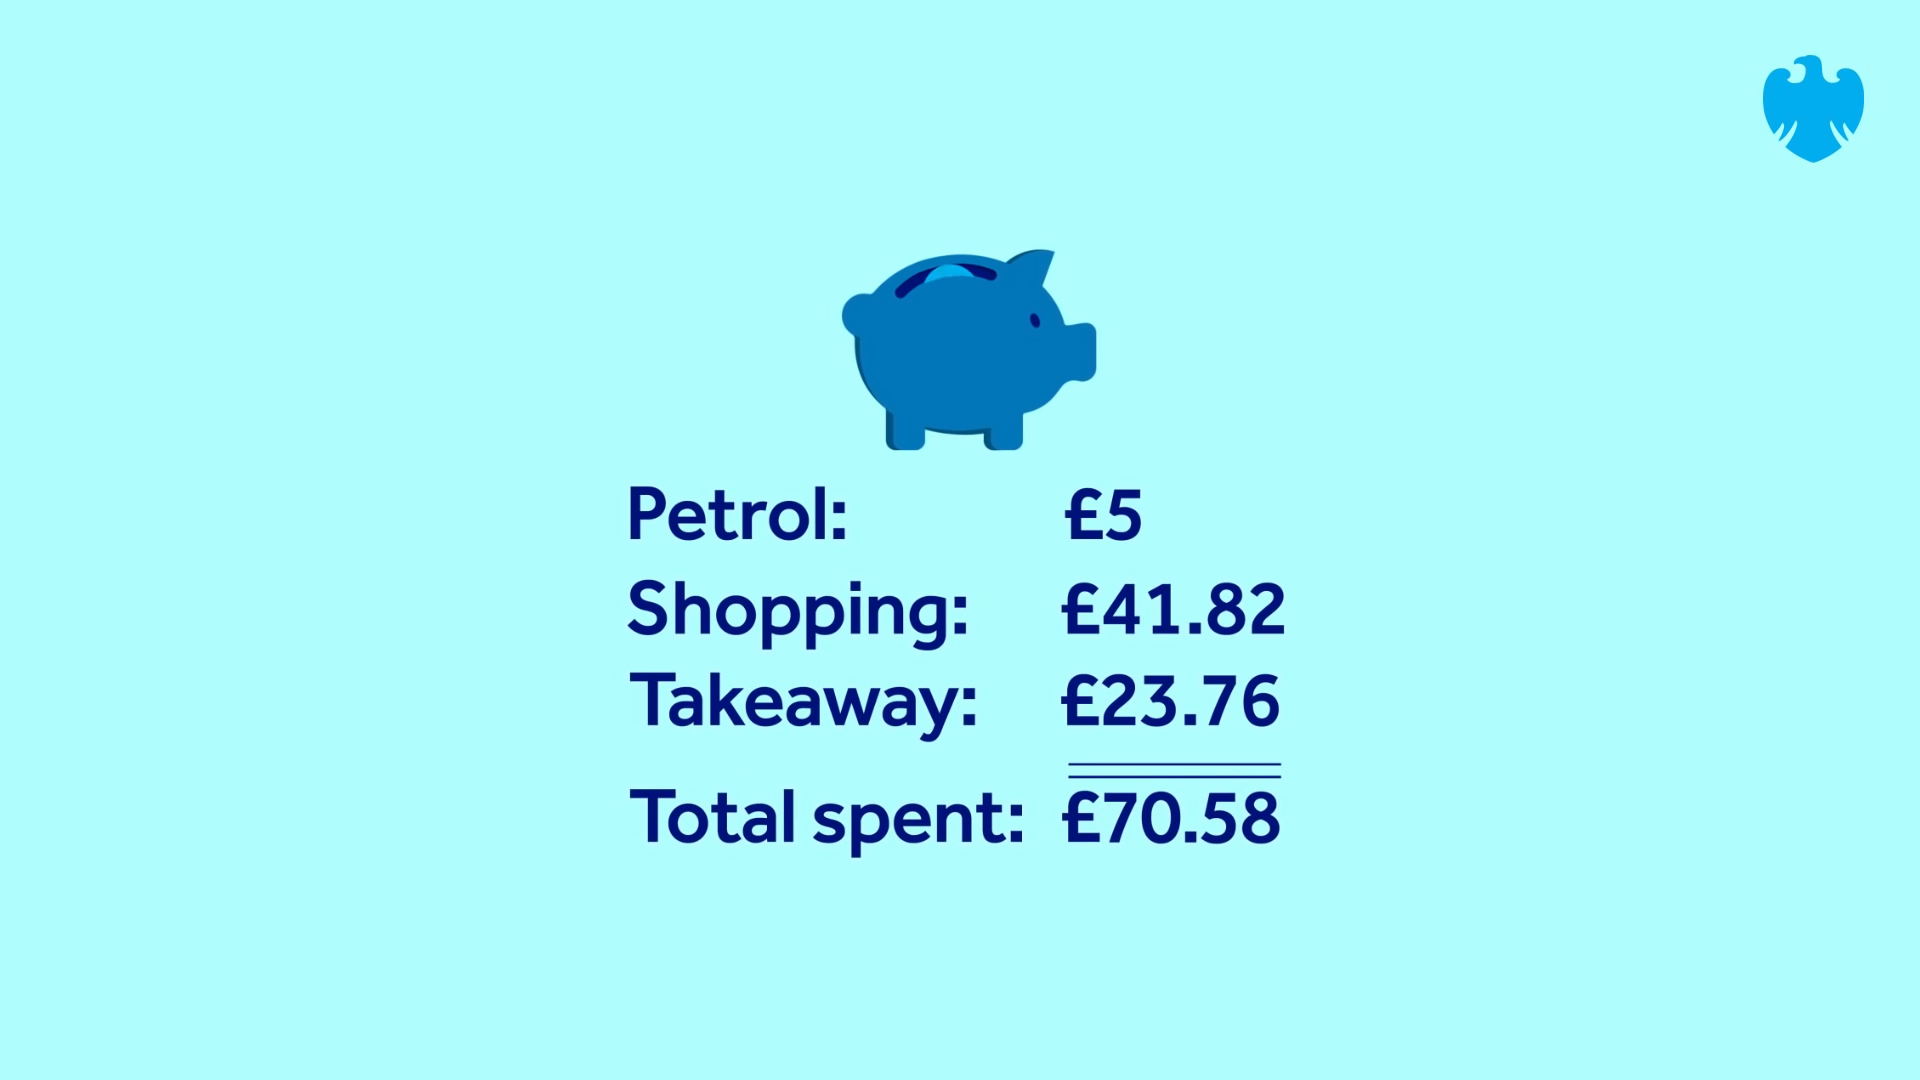 Petrol: £5
Shopping: £41.82
Takeaway: £23.76
Total spent: £70.58